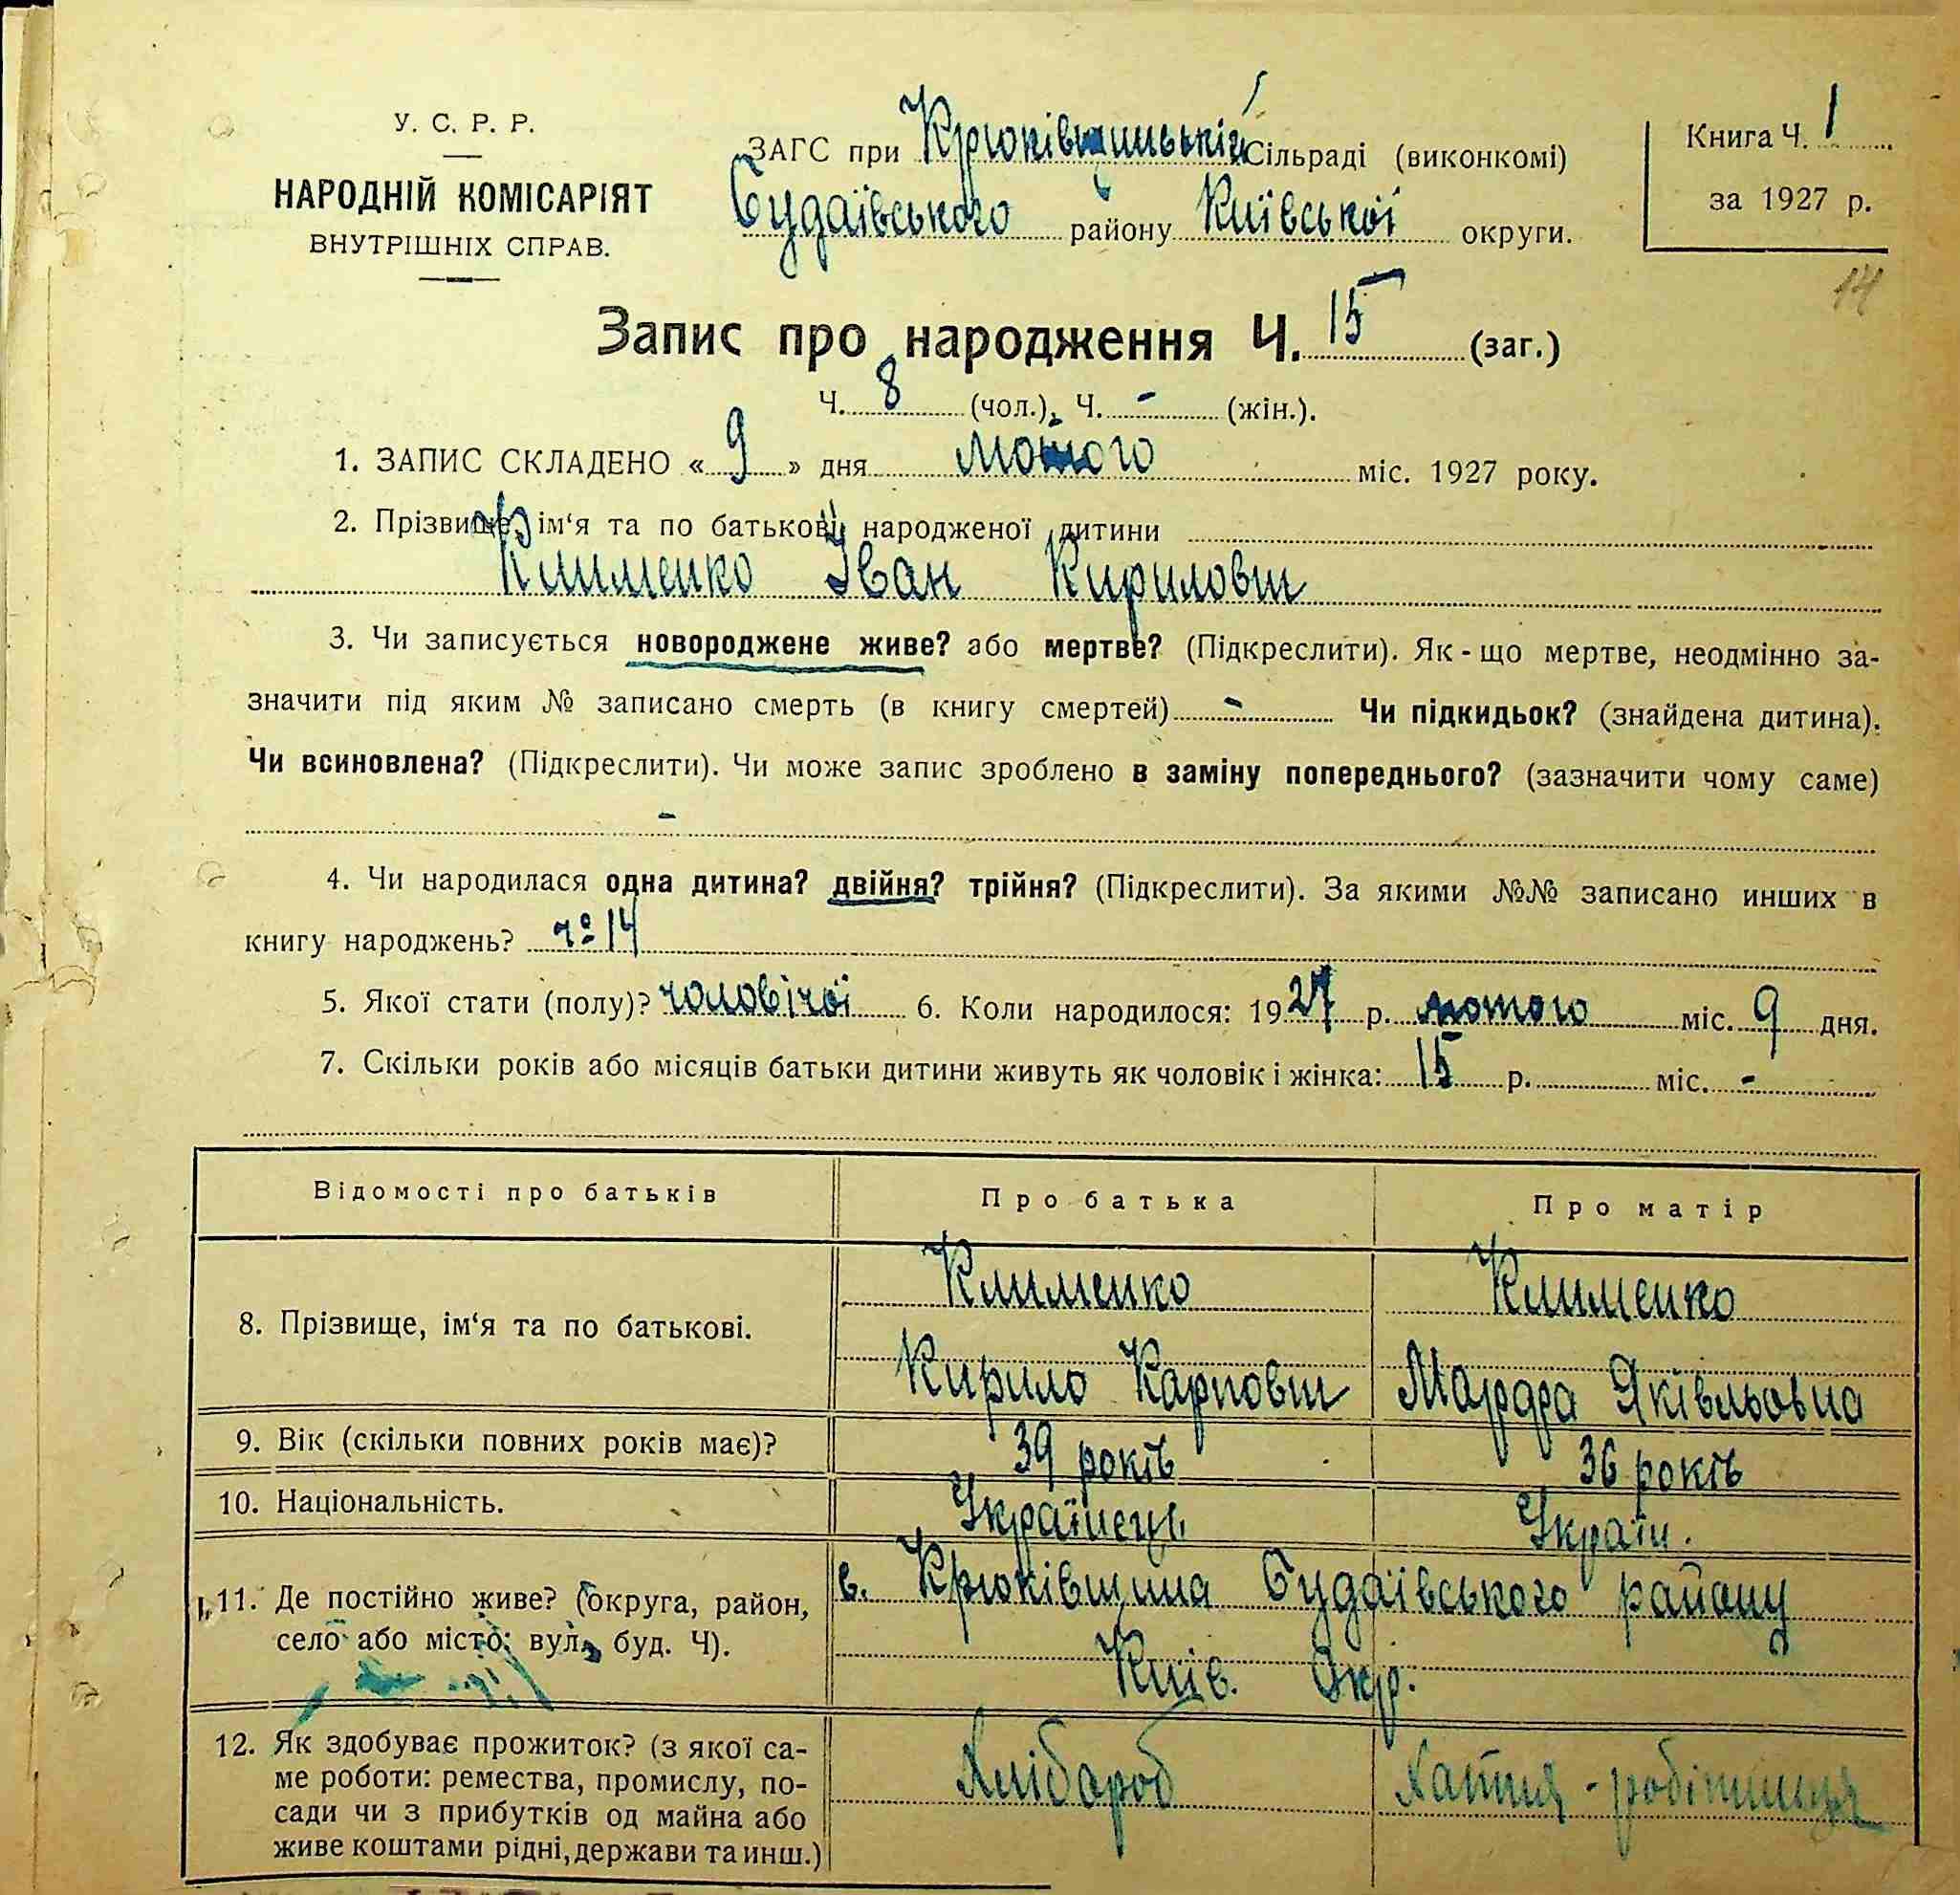 У. С. Р. Р.
НАРОДНІЙ КОМІСАРІЯТ
ВНУТРІШНІХ СПРАВ.
ЗАГС при Крюківщинській Сільраді (виконкомі)
Будаївського району Київської округи.
Книга Ч. 1
за 1927 р.
14
Запис про народження Ч. 15 (заг.)
Ч. 8 (чол.), Ч. - (жін.).
1. ЗАПИС СКЛАДЕНО « 9 » дня лютого міс. 1927 року.
2. Прізвище, ім‘я та по батькові народженої дитини
Клименко Іван Кирилович
3. Чи записується новороджене живе? або мертве? (Підкреслити). Як-що мертве, неодмінно за-
значити під яким № записано смерть (в книгу смертей) - Чи підкидьок? (знайдена дитина).
Чи всиновлена? (Підкреслити). Чи може запис зроблено в заміну попереднього? (зазначити чому саме)
-
4. Чи народилася одна дитина? двійня? трійня? (Підкреслити). За якими №№ записано инших в
книгу народжень? Ч° 14
5. Якої стати (полу)? чоловічої 6. Коли народилося: 1927 р. лютого міс. 9 дня.
7. Скільки років або місяців батьки дитини живуть як чоловік і жінка: 15 р. міс. -
Відомості про батьків Про батька Про матір
8. Прізвище, ім‘я та по батькові. Клименко Клименко
Кирило Карпович Марфа Яківльовна
9. Вік (скільки повних років має)? 39 років 36 років
10. Національність. Українець Україн.
11. Де постійно живе? (округа, район,
село або місто; вул., буд. Ч).
с. Крюківщина Будаївського району
Київ. Окр.
12. Як здобуває прожиток? (з якої са-
ме роботи: ремества, промислу, по-
сади чи з прибутків од майна або
живе коштами рідні, держави та инш.)
Хлібороб Хатня - робітниця